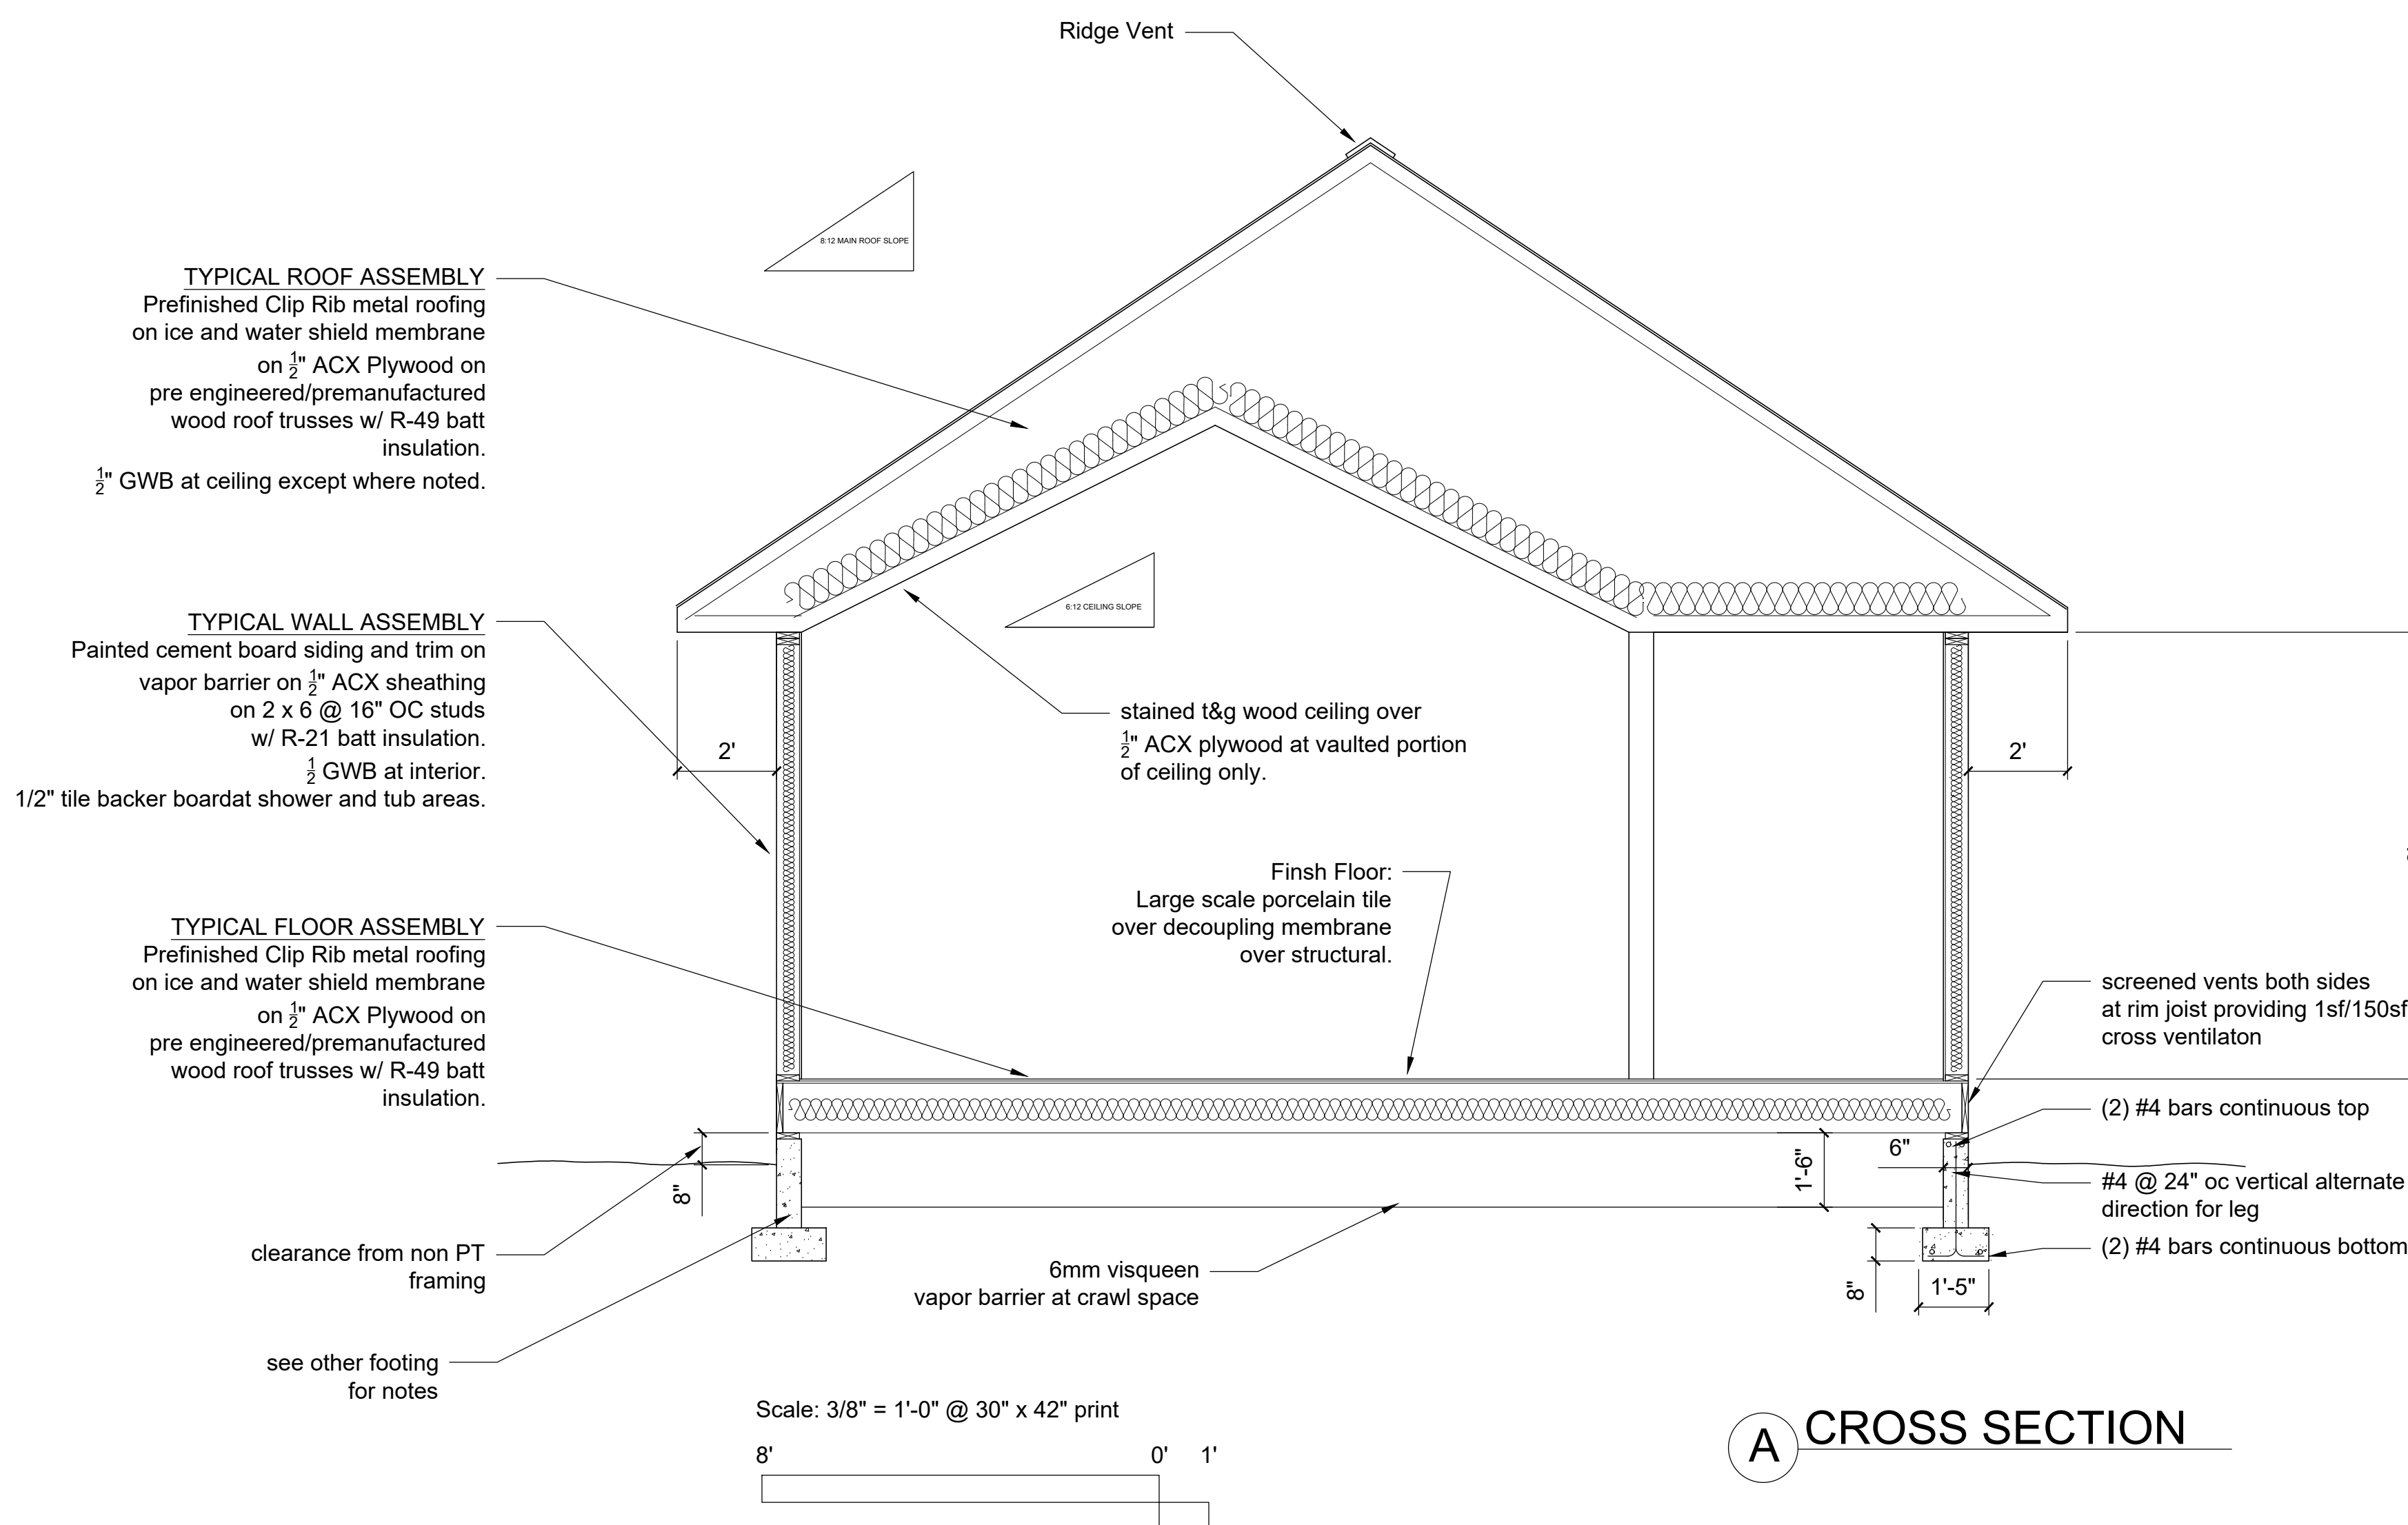 Ridge Vent
8:12 MAIN ROOF SLOPE
TYPICAL ROOF ASSEMBLY
Prefinished Clip Rib metal roofing
on ice and water shield membrane
on 1/2" ACX Plywood on
pre engineered/premanufactured
wood roof trusses w/ R-49 batt
insulation.
1/2" GWB at ceiling except where noted.
6:12 CEILING SLOPE
TYPICAL WALL ASSEMBLY
Painted cement board siding and trim on
vapor barrier on 1/2" ACX sheathing
on 2 x 6 @ 16" OC studs
w/ R-21 batt insulation.
1/2 GWB at interior.
1/2" tile backer boardat shower and tub areas.
2'
stained t&g wood ceiling over
1/2" ACX plywood at vaulted portion
of ceiling only.
2'
Finsh Floor:
Large scale porcelain tile
over decoupling membrane
over structural.
TYPICAL FLOOR ASSEMBLY
Prefinished Clip Rib metal roofing
on ice and water shield membrane
on 1/2" ACX Plywood on
pre engineered/premanufactured
wood roof trusses w/ R-49 batt
insulation.
screened vents both sides
at rim joist providing 1sf/150sf
cross ventilaton
(2) #4 bars continuous top
6"
1'-6"
8"
#4 @ 24" oc vertical alternate
direction for leg
(2) #4 bars continuous bottom
clearance from non PT
framing
6mm visqueen
vapor barrier at crawl space
8"
1'-5"
see other footing
for notes
Scale: 3/8" = 1'-0" @ 30" x 42" print
8'
0'
1'
A
CROSS SECTION